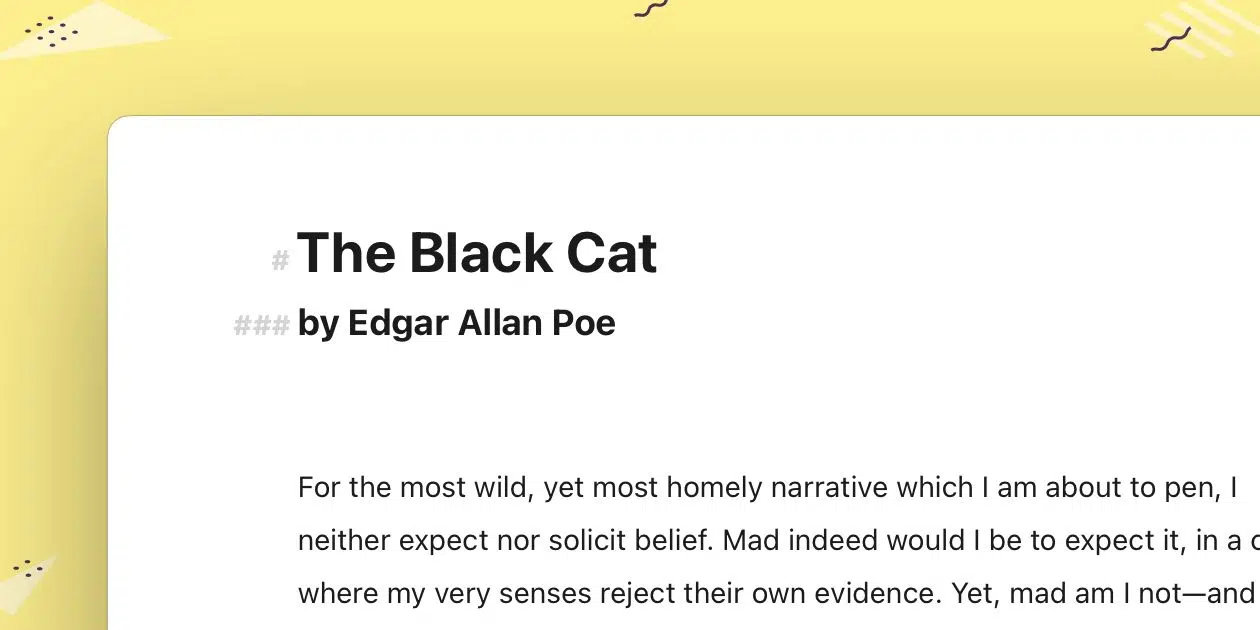 # The Black Cat
### by Edgar Allan Poe
For the most wild, yet most homely narrative which I am about to pen, I
neither expect nor solicit belief. Mad indeed would I be to expect it, in a
where my very senses reject their own evidence. Yet, mad am I not—and